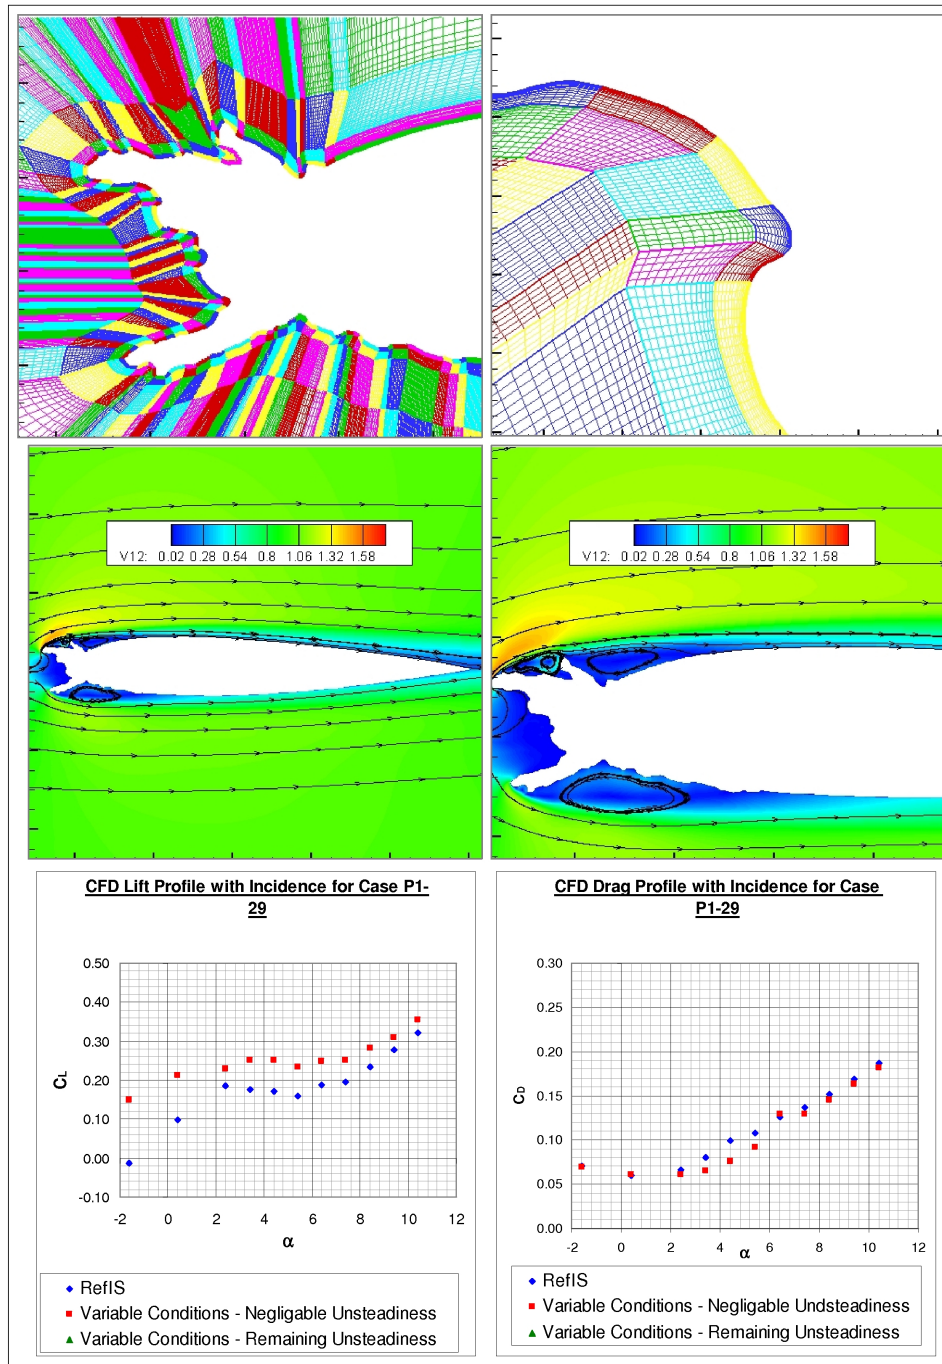 V12: 0.02 0.28 0.54 0.8 1.06 1.32 1.58
V12: 0.02 0.28 0.54 0.8 1.06 1.32 1.58
CFD Lift Profile with Incidence for Case P1-
29
0.50
0.40
0.30
0.20
0.10
0.00
-0.10
CL
-2 0 2 4 6 8 10 12
α
RefIS
Variable Conditions - Negligable Unsteadiness
Variable Conditions - Remaining Unsteadiness
CFD Drag Profile with Incidence for Case
P1-29
0.30
0.25
0.20
0.15
0.10
0.05
0.00
CD
-2 0 2 4 6 8 10 12
α
RefIS
Variable Conditions - Negligable Undsteadiness
Variable Conditions - Remaining Unsteadiness